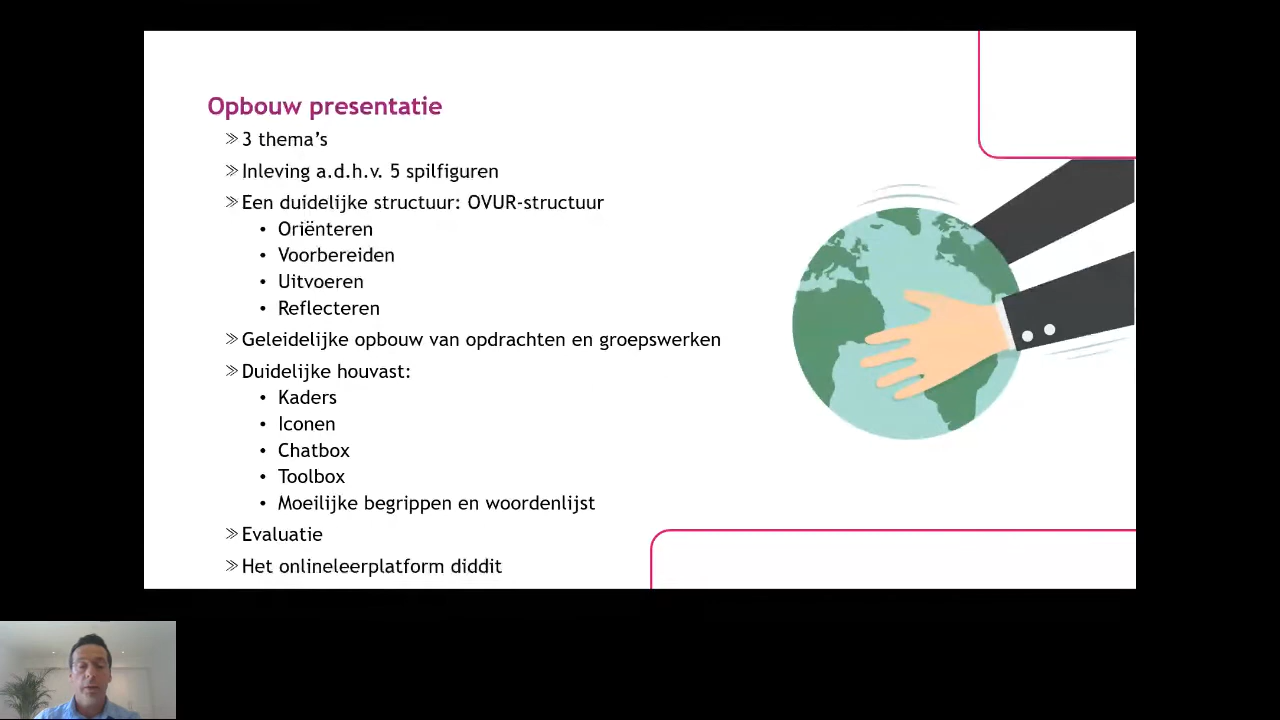 Opbouw presentatie
» 3 thema's
» Inleving a.d.h.v. 5 spilfiguren
» Een duidelijke structuur: OVUR-structuur
• Oriënteren
• Voorbereiden
• Uitvoeren
• Reflecteren
» Geleidelijke opbouw van opdrachten en groepswerken
» Duidelijke houvast:
• Kaders
• Iconen
• Chatbox
• Toolbox
• Moeilijke begrippen en woordenlijst
» Evaluatie
» Het onlineleerplatform diddit